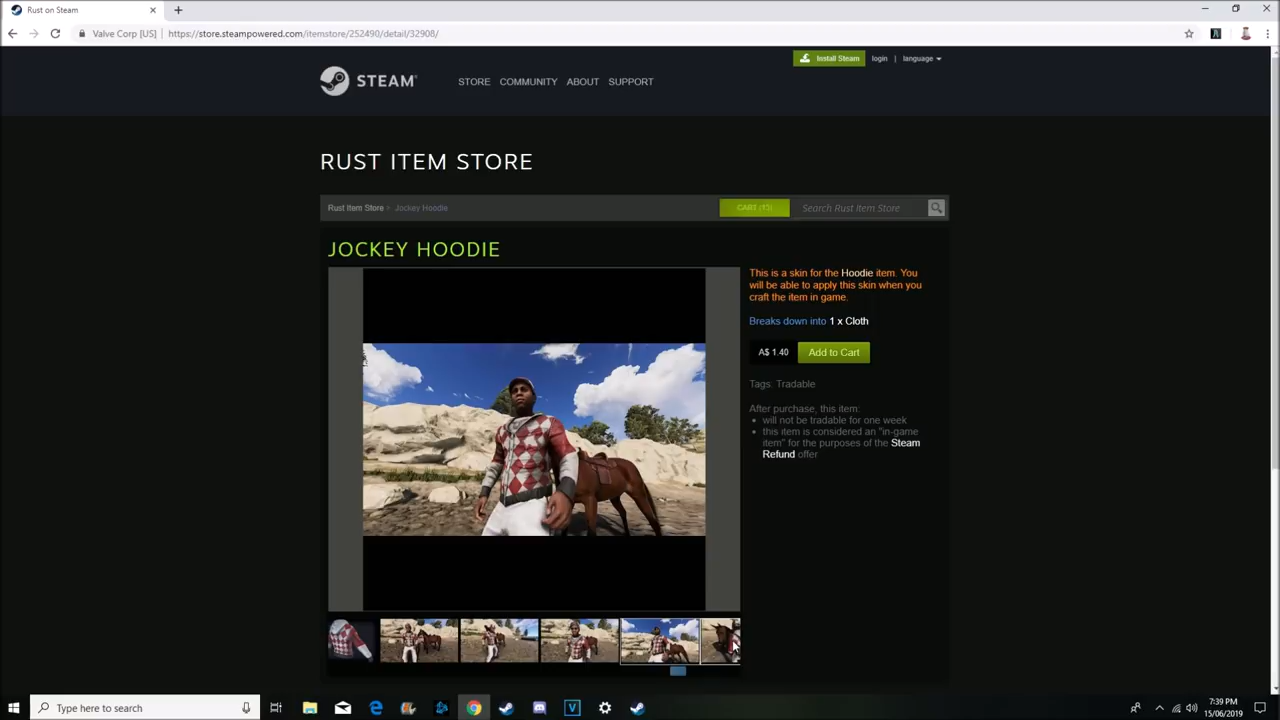 Rust on Steam
Valve Corp [US]
https://store.steampowered.com/itemstore/252490/detail/32908/
Install Steam
login
language
STEAM
STORE
COMMUNITY
ABOUT
SUPPORT
RUST ITEM STORE
Rust Item Store
Jockey Hoodie
CART (15)
Search Rust Item Store
JOCKEY HOODIE
This is a skin for the Hoodie item. You
will be able to apply this skin when you
craft the item in game.
Breaks down into 1 x Cloth
A$ 1.40
Add to Cart
Tags: Tradable
After purchase, this item:
will not be tradable for one week
this item is considered an "in-game
item" for the purposes of the Steam
Refund offer
Type here to search
7:39 PM
15/06/2019